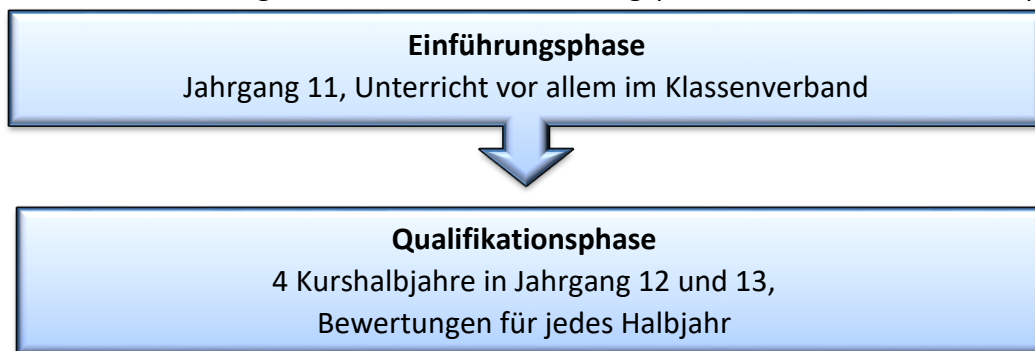 Einführungsphase
Jahrgang 11, Unterricht vor allem im Klassenverband
Qualifikationsphase
4 Kurshalbjahre in Jahrgang 12 und 13,
Bewertungen für jedes Halbjahr